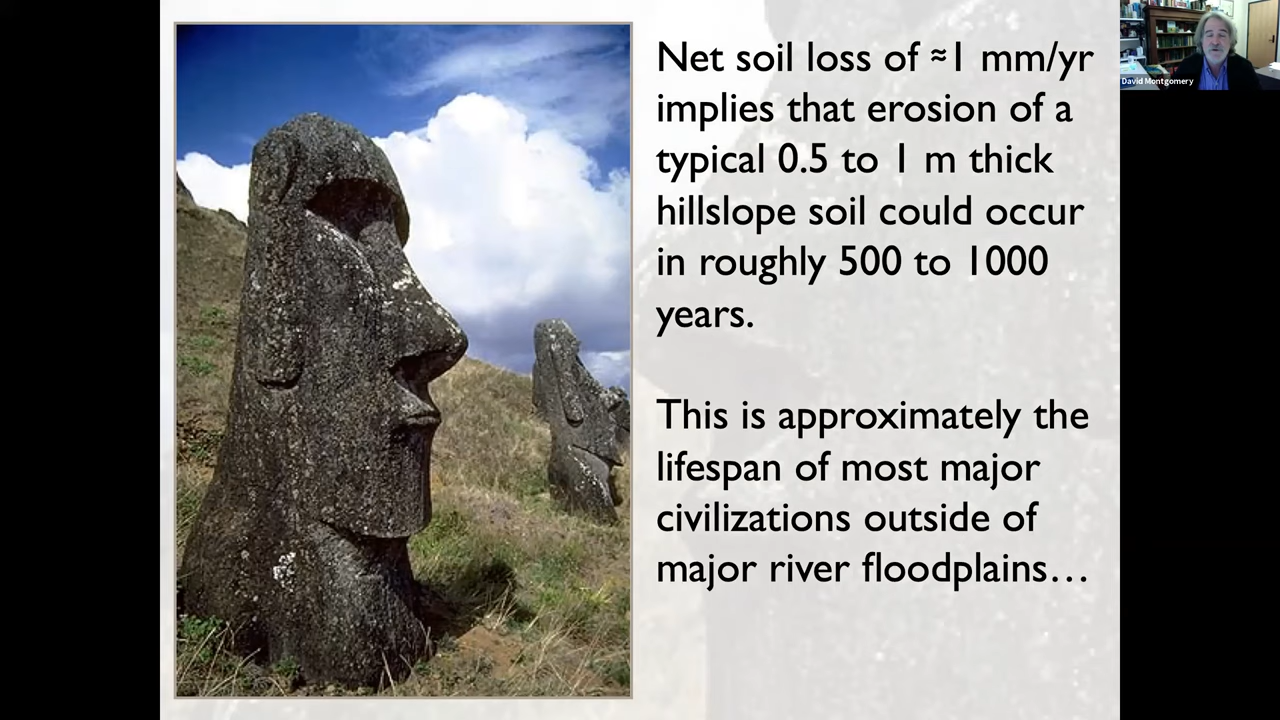 Net soil loss of ≈1 mm/yr
implies that erosion of a
typical 0.5 to 1 m thick
hillslope soil could occur
in roughly 500 to 1000
years.
This is approximately the
lifespan of most major
civilizations outside of
major river floodplains…
David Montgomery